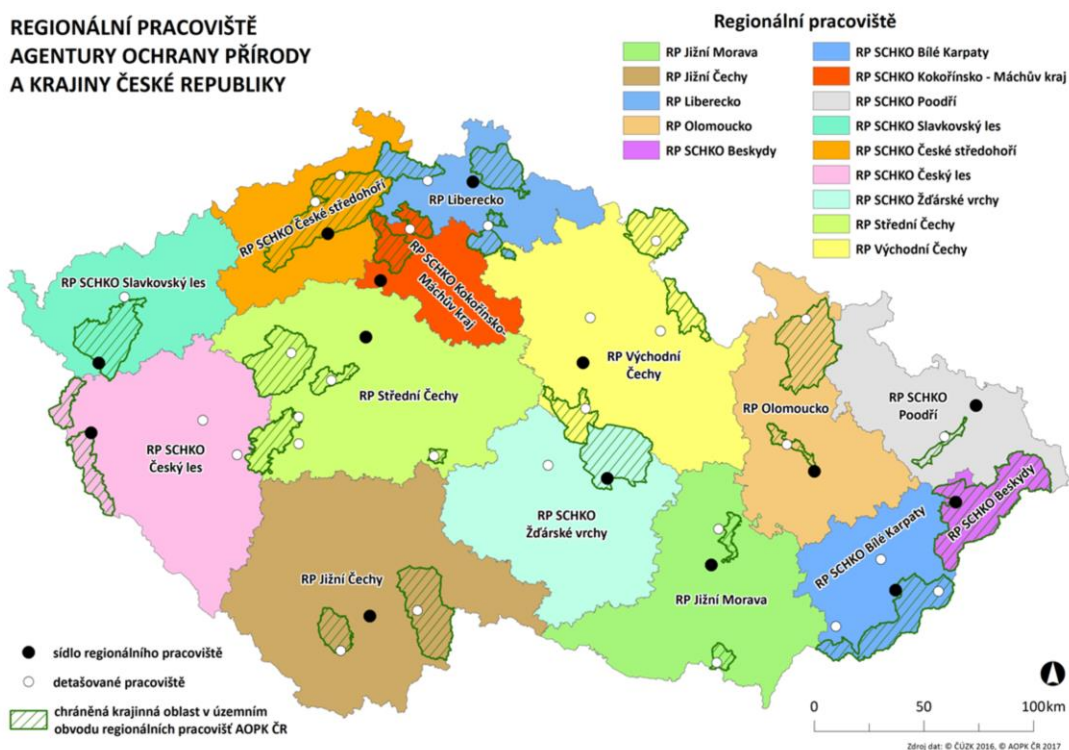 REGIONÁLNÍ PRACOVIŠTĚ
AGENTURY OCHRANY PŘÍRODY
A KRAJINY ČESKÉ REPUBLIKY
Regionální pracoviště
RP Jižní Morava
RP Jižní Čechy
RP Liberecko
RP Olomoucko
RP SCHKO Beskydy
RP SCHKO Bílé Karpaty
RP SCHKO Kokořínsko - Máchův kraj
RP SCHKO Poodří
RP SCHKO Slavkovský les
RP SCHKO České středohoří
RP SCHKO Český les
RP SCHKO Žďárské vrchy
RP Střední Čechy
RP Východní Čechy
RP SCHKO České středohoří
RP Liberecko
RP SCHKO Slavkovský les
RP SCHKO Kokořínsko-
Máchův kraj
RP Východní
Čechy
RP Střední Čechy
RP SCHKO
Poodří
RP Olomoucko
RP SCHKO
Český les
RP SCHKO Beskydy
RP SCHKO
Žďárské vrchy
RP SCHKO Bílé Karpaty
RP Jižní Čechy
RP Jižní Morava
sídlo regionálního pracoviště
detašované pracoviště
chráněná krajinná oblast v územním
obvodu regionálních pracovišť AOPK ČR
0 50 100 km
Zdroj dat: © ČÚZK 2016, © AOPK ČR 2017